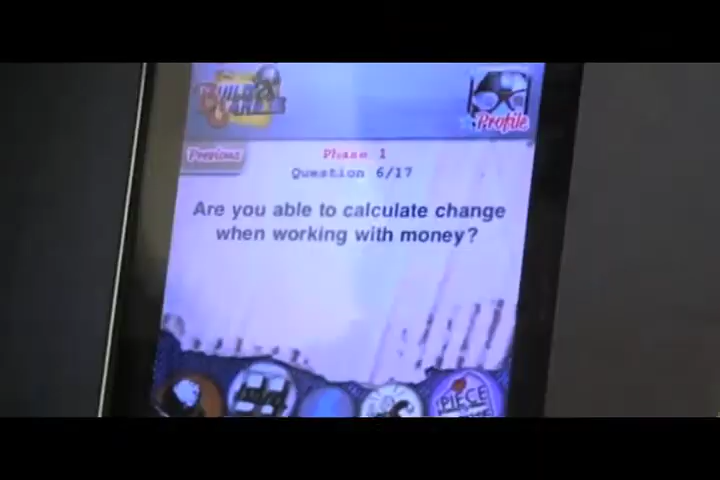 Profile
Previous
Phase 1
Question 6/17
Are you able to calculate change
when working with money?
PIECE